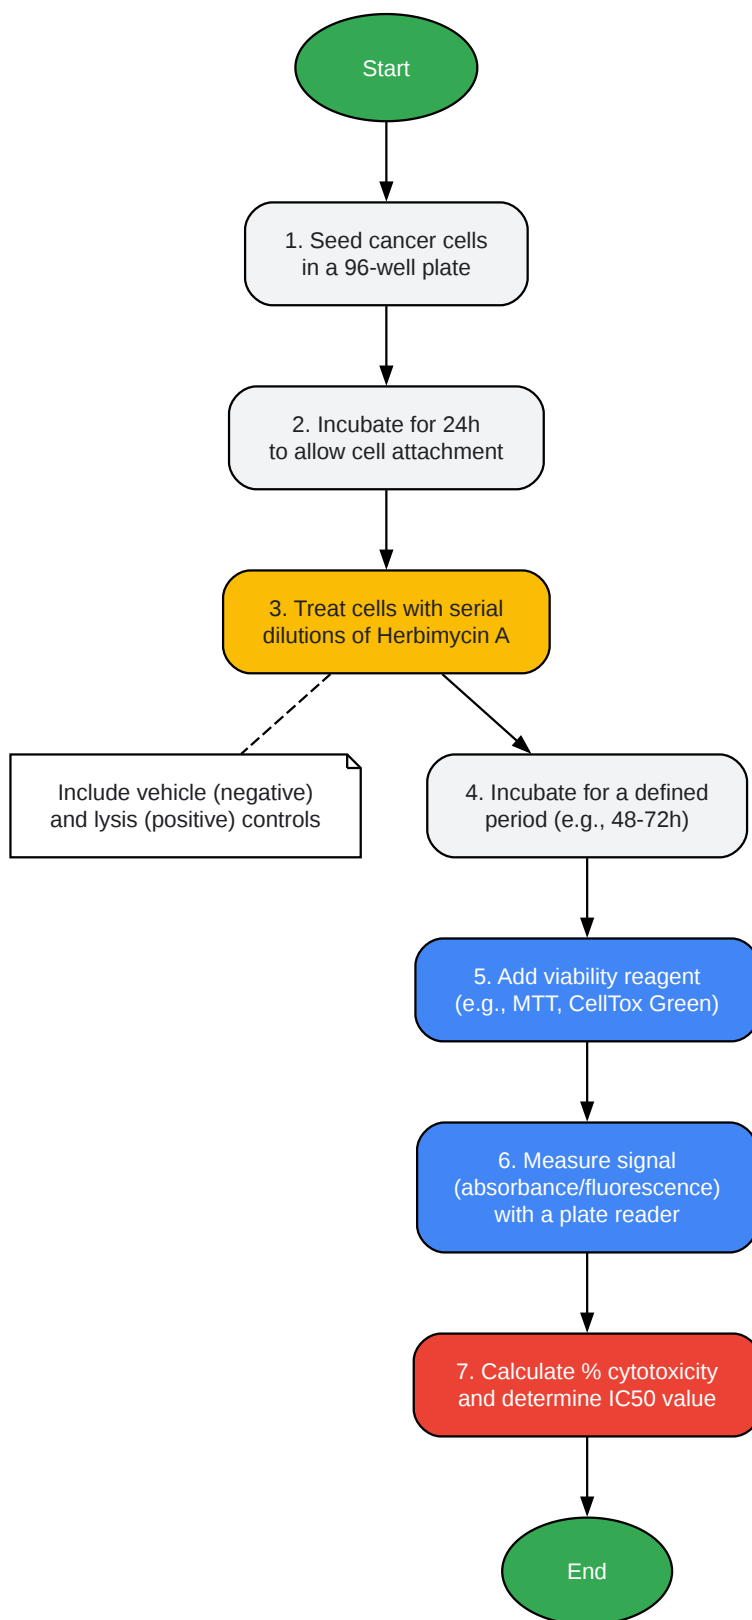 Start
1. Seed cancer cells
in a 96-well plate
2. Incubate for 24h
to allow cell attachment
3. Treat cells with serial
dilutions of Herbimycin A
Include vehicle (negative)
and lysis (positive) controls
4. Incubate for a defined
period (e.g., 48-72h)
5. Add viability reagent
(e.g., MTT, CellTox Green)
6. Measure signal
(absorbance/fluorescence)
with a plate reader
7. Calculate % cytotoxicity
and determine IC50 value
End